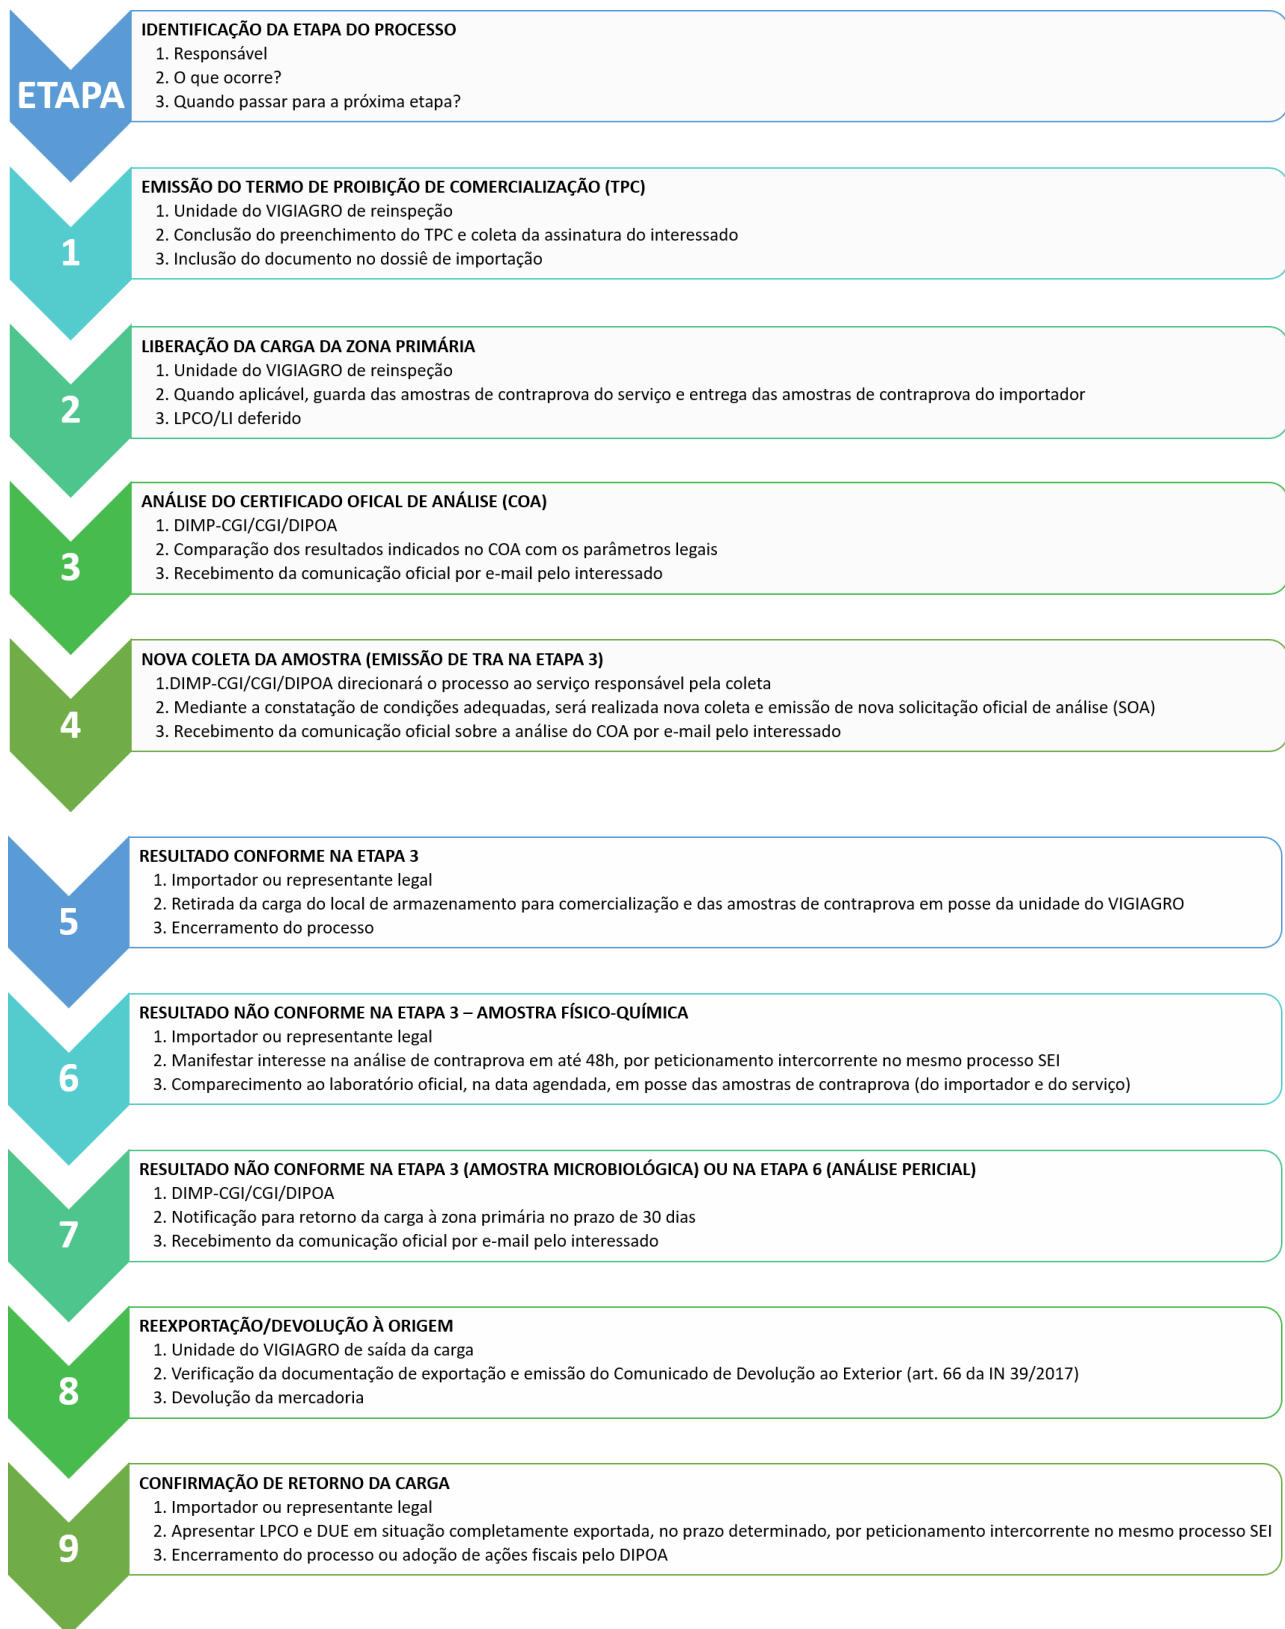 ETAPA
IDENTIFICAÇÃO DA ETAPA DO PROCESSO
1. Responsável
2. O que ocorre?
3. Quando passar para a próxima etapa?
1
EMISSÃO DO TERMO DE PROIBIÇÃO DE COMERCIALIZAÇÃO (TPC)
1. Unidade do VIGIAGRO de reinspeção
2. Conclusão do preenchimento do TPC e coleta da assinatura do interessado
3. Inclusão do documento no dossiê de importação
2
LIBERAÇÃO DA CARGA DA ZONA PRIMÁRIA
1. Unidade do VIGIAGRO de reinspeção
2. Quando aplicável, guarda das amostras de contraprova do serviço e entrega das amostras de contraprova do importador
3. LPCO/LI deferido
3
ANÁLISE DO CERTIFICADO OFICAL DE ANÁLISE (COA)
1. DIMP-CGI/CGI/DIPOA
2. Comparação dos resultados indicados no COA com os parâmetros legais
3. Recebimento da comunicação oficial por e-mail pelo interessado
4
NOVA COLETA DA AMOSTRA (EMISSÃO DE TRA NA ETAPA 3)
1.DIMP-CGI/CGI/DIPOA direcionará o processo ao serviço responsável pela coleta
2. Mediante a constatação de condições adequadas, será realizada nova coleta e emissão de nova solicitação oficial de análise (SOA)
3. Recebimento da comunicação oficial sobre a análise do COA por e-mail pelo interessado
5
RESULTADO CONFORME NA ETAPA 3
1. Importador ou representante legal
2. Retirada da carga do local de armazenamento para comercialização e das amostras de contraprova em posse da unidade do VIGIAGRO
3. Encerramento do processo
6
RESULTADO NÃO CONFORME NA ETAPA 3 – AMOSTRA FÍSICO-QUÍMICA
1. Importador ou representante legal
2. Manifestar interesse na análise de contraprova em até 48h, por peticionamento intercorrente no mesmo processo SEI
3. Comparecimento ao laboratório oficial, na data agendada, em posse das amostras de contraprova (do importador e do serviço)
7
RESULTADO NÃO CONFORME NA ETAPA 3 (AMOSTRA MICROBIOLÓGICA) OU NA ETAPA 6 (ANÁLISE PERICIAL)
1. DIMP-CGI/CGI/DIPOA
2. Notificação para retorno da carga à zona primária no prazo de 30 dias
3. Recebimento da comunicação oficial por e-mail pelo interessado
8
REEXPORTAÇÃO/DEVOLUÇÃO À ORIGEM
1. Unidade do VIGIAGRO de saída da carga
2. Verificação da documentação de exportação e emissão do Comunicado de Devolução ao Exterior (art. 66 da IN 39/2017)
3. Devolução da mercadoria
9
CONFIRMAÇÃO DE RETORNO DA CARGA
1. Importador ou representante legal
2. Apresentar LPCO e DUE em situação completamente exportada, no prazo determinado, por peticionamento intercorrente no mesmo processo SEI
3. Encerramento do processo ou adoção de ações fiscais pelo DIPOA